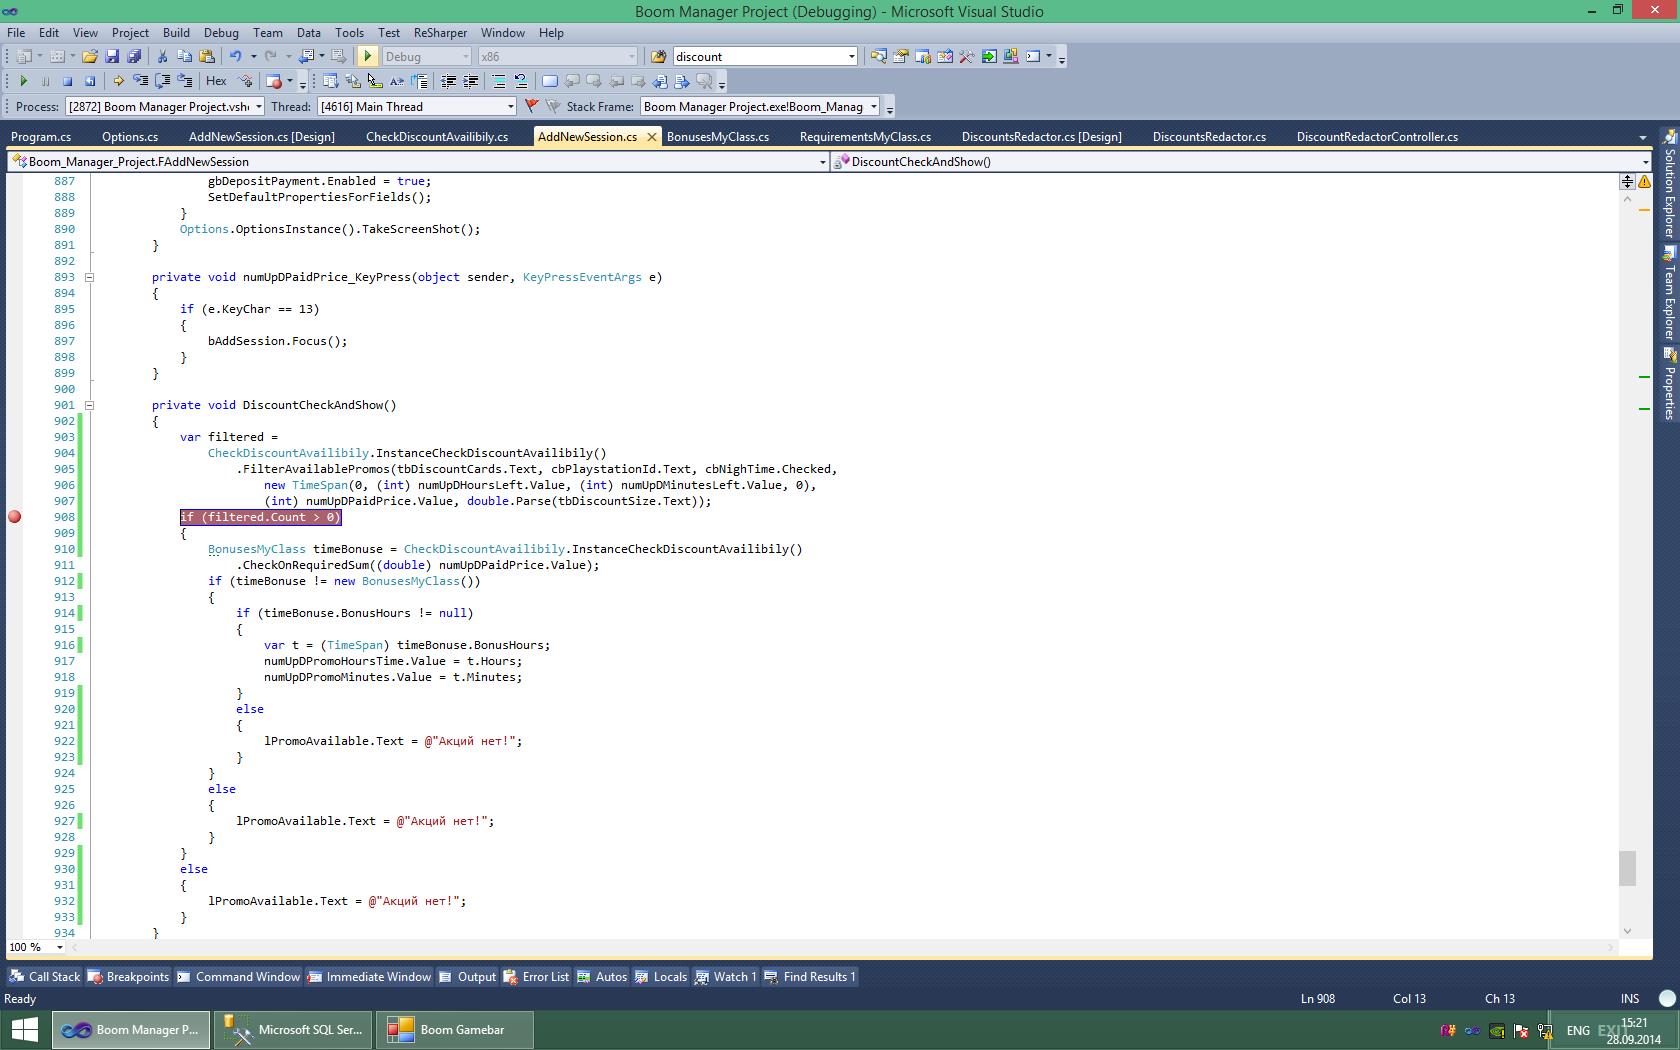 Boom Manager Project (Debugging) - Microsoft Visual Studio
File Edit View Project Build Debug Team Data Tools Test ReSharper Window Help
Debug x86 discount
Hex
Process: [2872] Boom Manager Project.vsh Thread: [4616] Main Thread Stack Frame: Boom Manager Project.exe!Boom_Manag
Program.cs Options.cs AddNewSession.cs [Design] CheckDiscountAvailibily.cs AddNewSession.cs BonusesMyClass.cs RequirementsMyClass.cs DiscountsRedactor.cs [Design] DiscountsRedactor.cs DiscountRedactorController.cs
Boom_Manager_Project.FAddNewSession DiscountCheckAndShow()
887 gbDepositPayment.Enabled = true;
888 SetDefaultPropertiesForFields();
889 }
890 Options.OptionsInstance().TakeScreenShot();
891 }
892
893 private void numUpDPaidPrice_KeyPress(object sender, KeyPressEventArgs e)
894 {
895 if (e.KeyChar == 13)
896 {
897 bAddSession.Focus();
898 }
899 }
900
901 private void DiscountCheckAndShow()
902 {
903 var filtered =
904 CheckDiscountAvailibily.InstanceCheckDiscountAvailibily()
905 .FilterAvailablePromos(tbDiscountCards.Text, cbPlaystationId.Text, cbNighTime.Checked,
906 new TimeSpan(0, (int) numUpDHoursLeft.Value, (int) numUpDMinutesLeft.Value, 0),
907 (int) numUpDPaidPrice.Value, double.Parse(tbDiscountSize.Text));
908 if (filtered.Count > 0)
909 {
910 BonusesMyClass timeBonuse = CheckDiscountAvailibily.InstanceCheckDiscountAvailibily()
911 .CheckOnRequiredSum((double) numUpDPaidPrice.Value);
912 if (timeBonuse != new BonusesMyClass())
913 {
914 if (timeBonuse.BonusHours != null)
915 {
916 var t = (TimeSpan) timeBonuse.BonusHours;
917 numUpDPromoHoursTime.Value = t.Hours;
918 numUpDPromoMinutes.Value = t.Minutes;
919 }
920 else
921 {
922 lPromoAvailable.Text = @"Акций нет!";
923 }
924 }
925 else
926 {
927 lPromoAvailable.Text = @"Акций нет!";
928 }
929 }
930 else
931 {
932 lPromoAvailable.Text = @"Акций нет!";
933 }
934 }
100 %
Solution Explorer
Team Explorer
Properties
Call Stack Breakpoints Command Window Immediate Window Output Error List Autos Locals Watch 1 Find Results 1
Ready Ln 908 Col 13 Ch 13 INS
Boom Manager P... Microsoft SQL Ser... Boom Gamebar ENG EXIT 15:21
28.09.2014